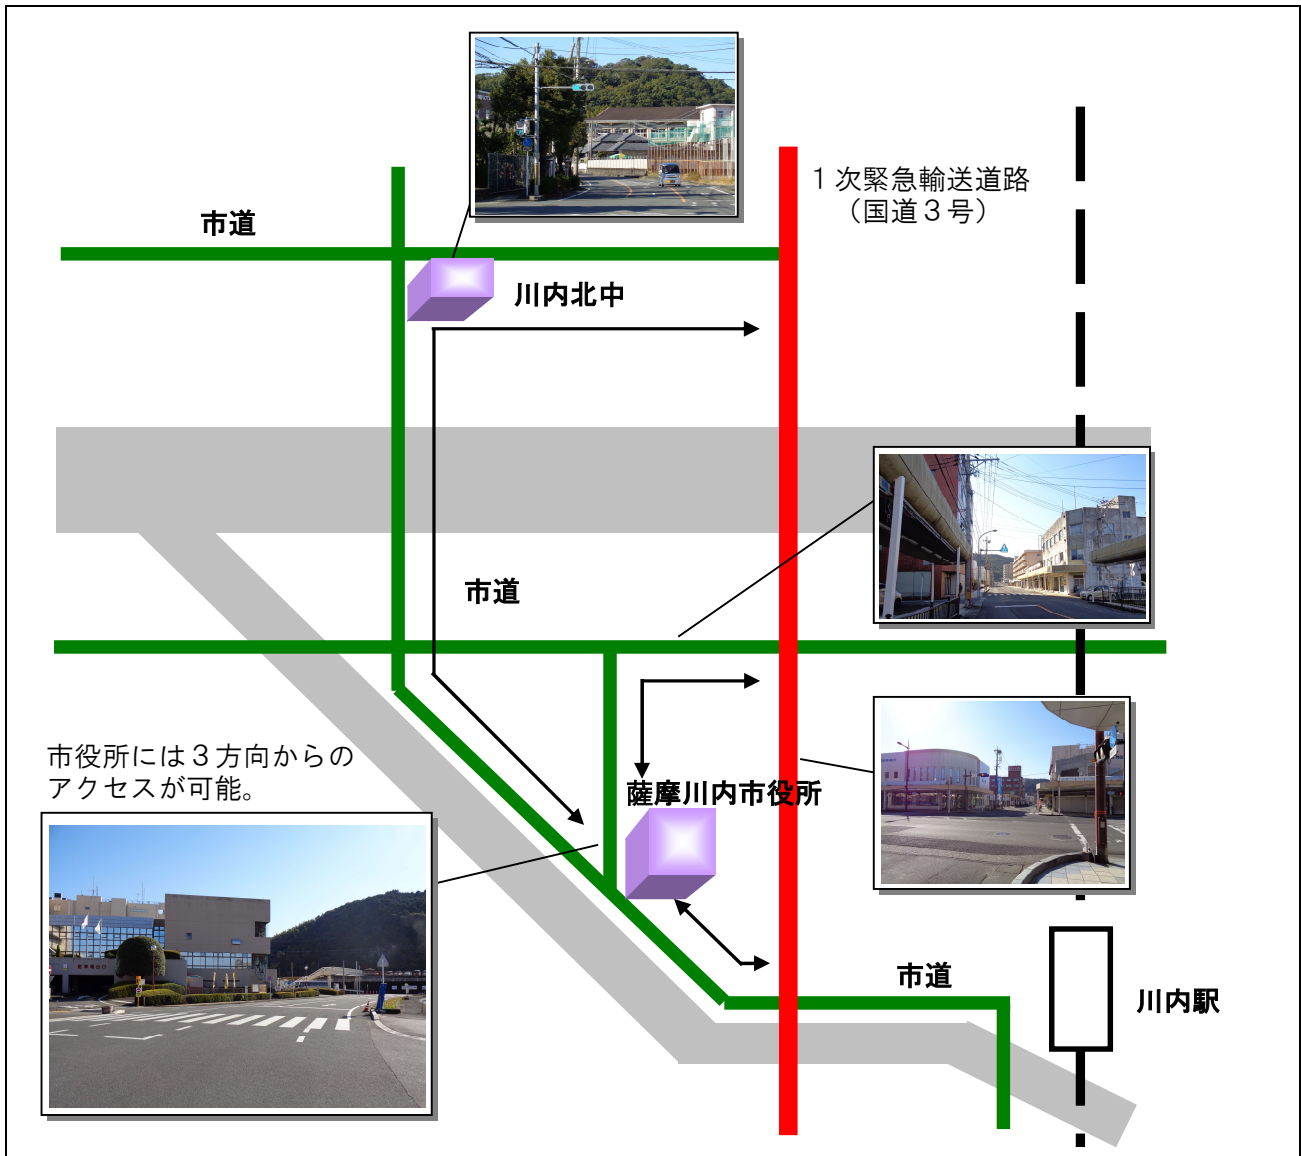 １次緊急輸送道路
（国道３号）
市道
川内北中
市道
市役所には３方向からの
アクセスが可能。
薩摩川内市役所
市道
川内駅